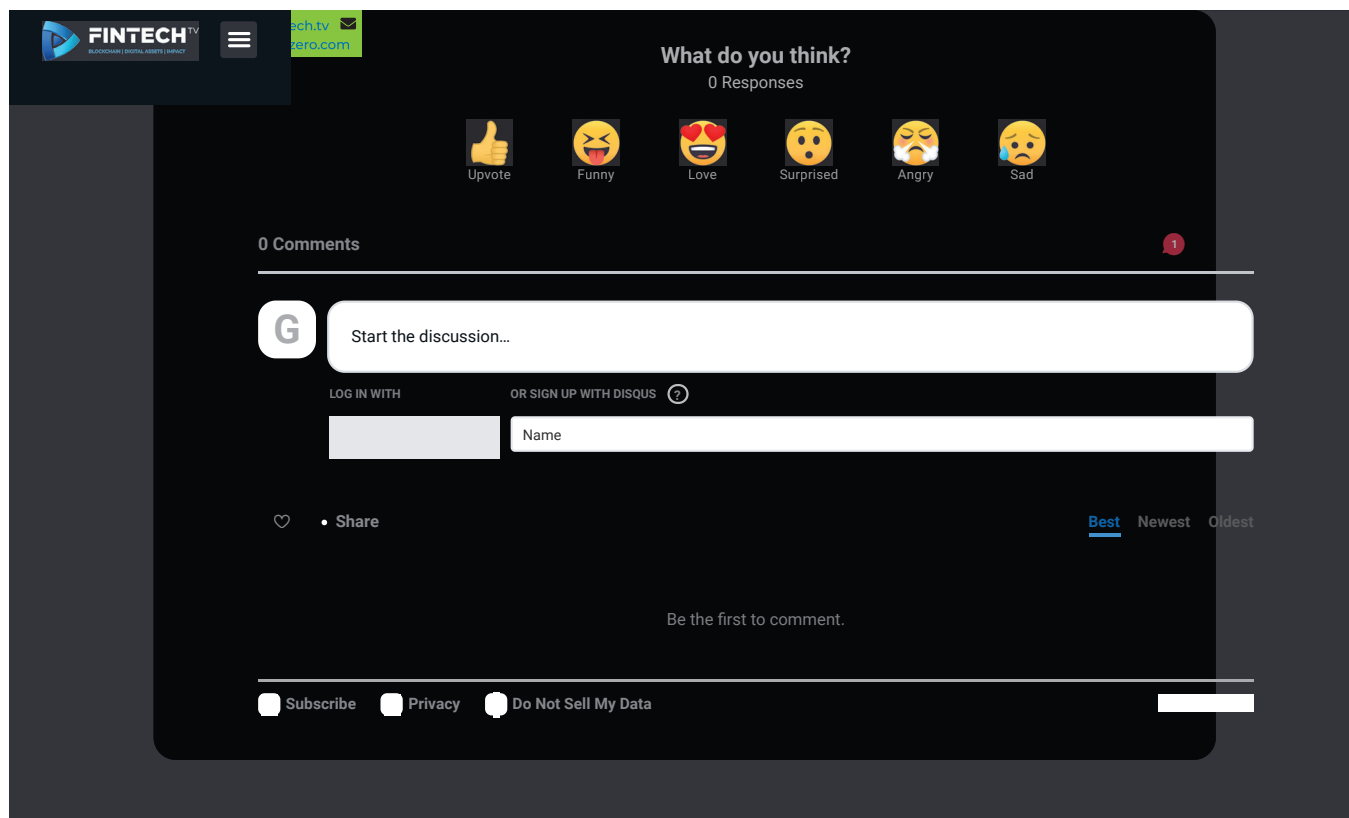 FINTECH TV
BLOCKCHAIN | DIGITAL ASSETS | IMPACT
ech.tv
zero.com
What do you think?
0 Responses
Upvote Funny Love Surprised Angry Sad
0 Comments 1
G Start the discussion…
LOG IN WITH OR SIGN UP WITH DISQUS ?
Name
Share Best Newest Oldest
Be the first to comment.
Subscribe Privacy Do Not Sell My Data